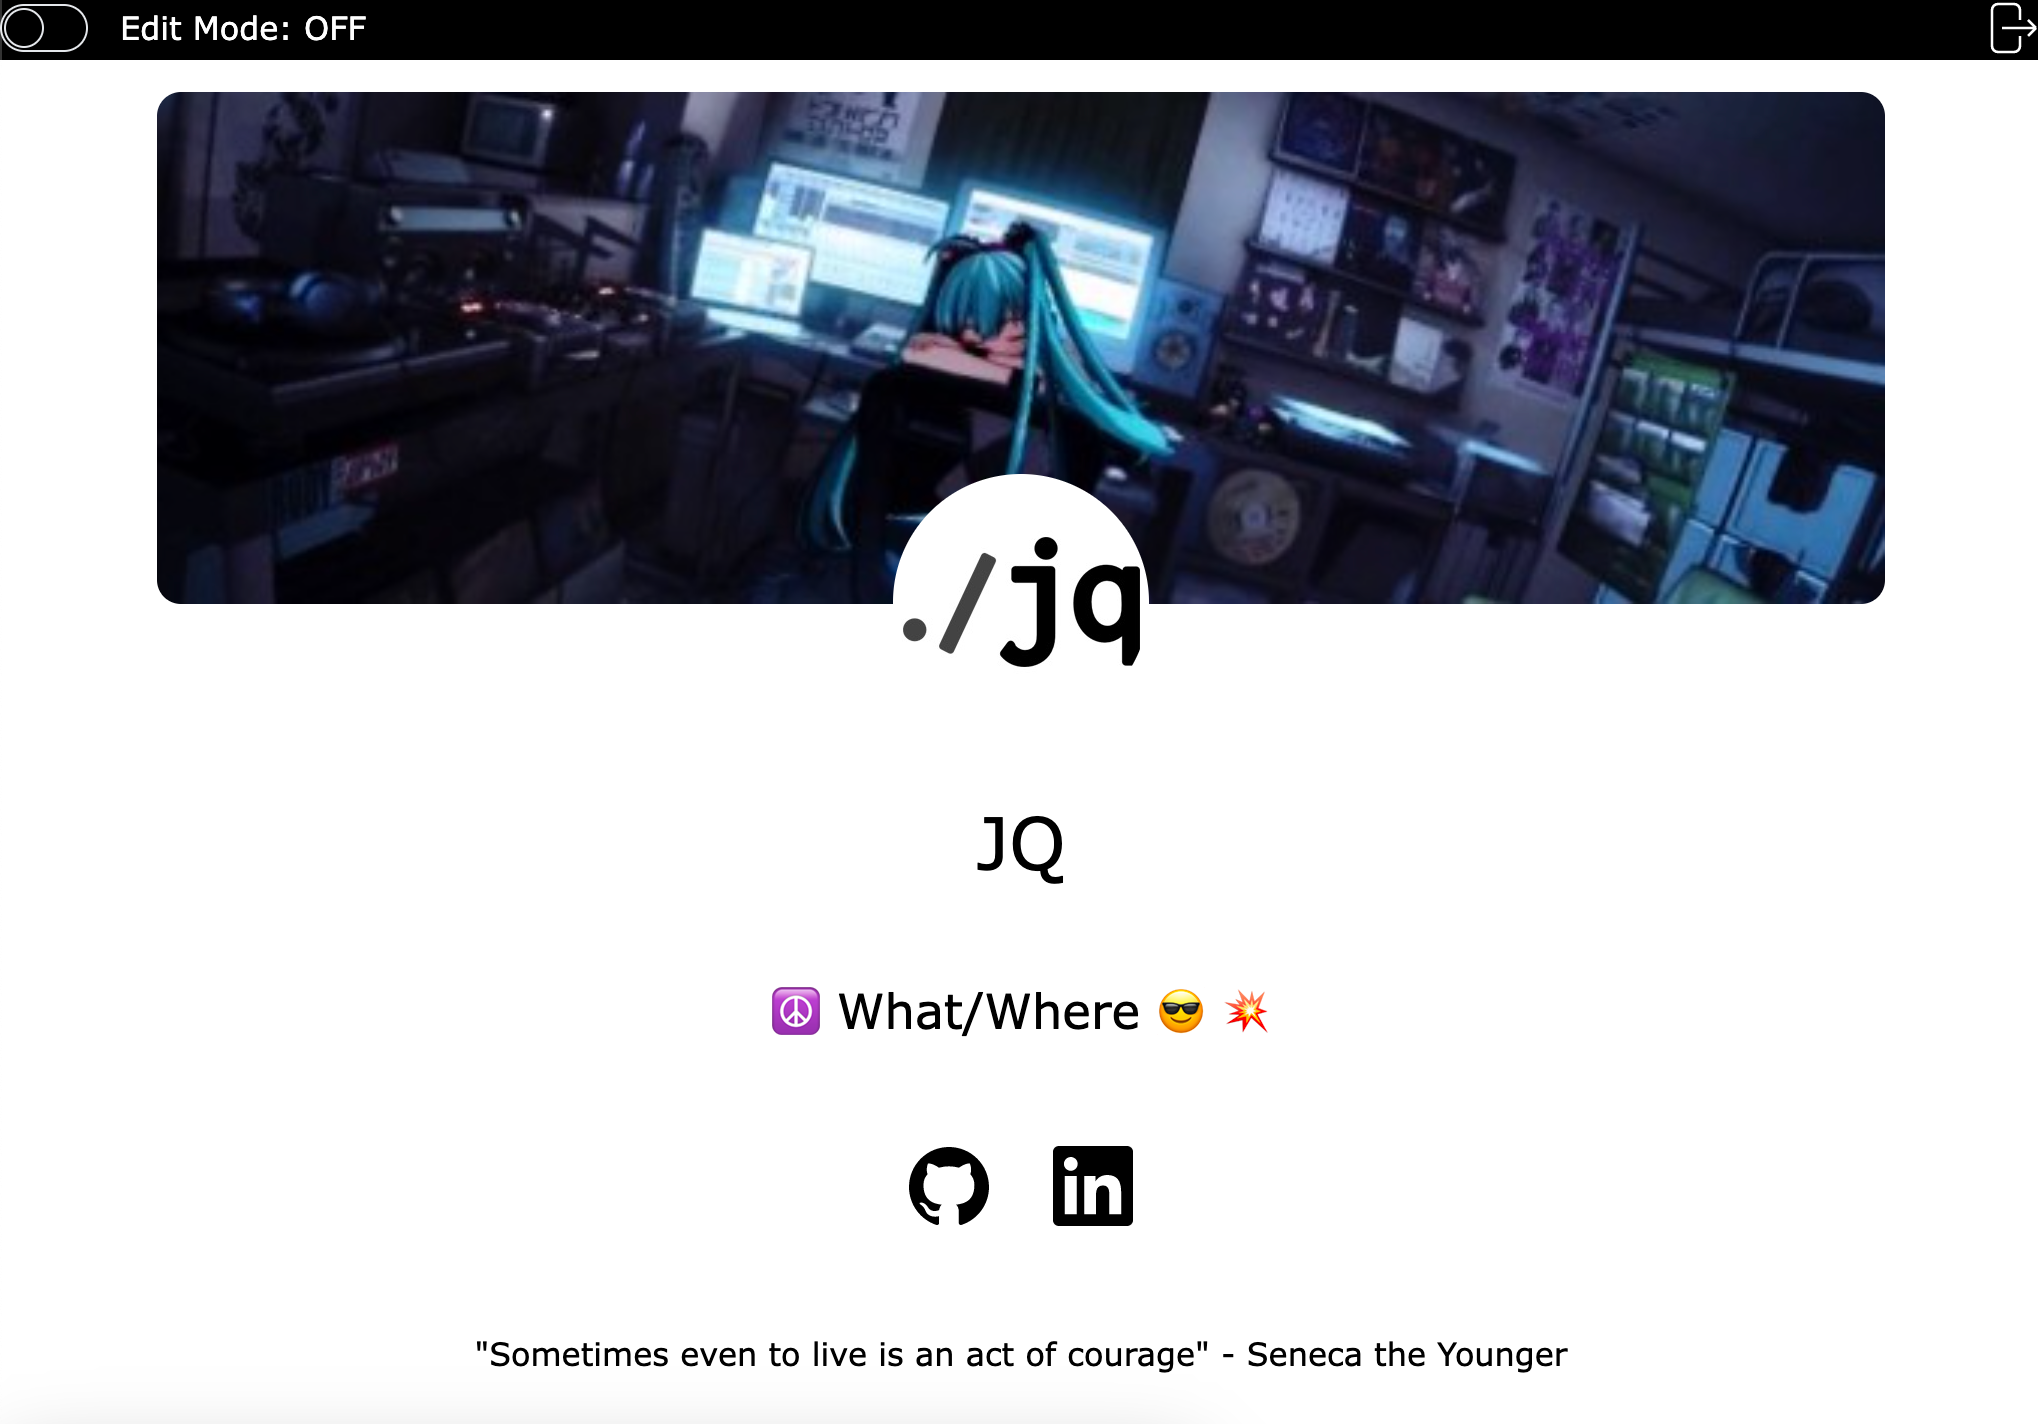 Edit Mode: OFF
./jq
JQ
☮️ What/Where 😎 💥
in
"Sometimes even to live is an act of courage" - Seneca the Younger